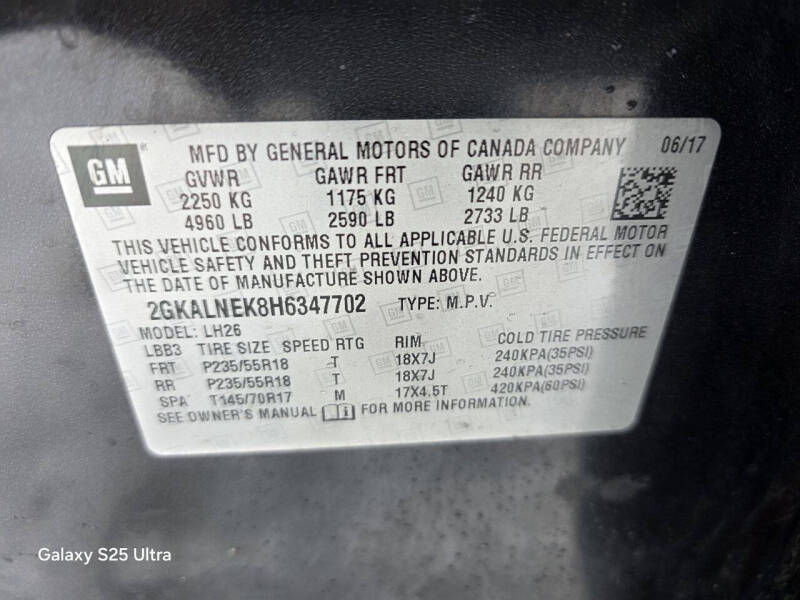 GM MFD BY GENERAL MOTORS OF CANADA COMPANY 06/17
GVWR GAWR FRT GAWR RR
2250 KG 1175 KG 1240 KG
4960 LB 2590 LB 2733 LB
THIS VEHICLE CONFORMS TO ALL APPLICABLE U.S. FEDERAL MOTOR
VEHICLE SAFETY AND THEFT PREVENTION STANDARDS IN EFFECT ON
THE DATE OF MANUFACTURE SHOWN ABOVE.
2GKALNEK8H6347702 TYPE: M.P.V.
MODEL: LH26
LBB3 TIRE SIZE SPEED RTG RIM COLD TIRE PRESSURE
FRT P235/55R18 T 18X7J 240KPA(35PSI)
RR P235/55R18 T 18X7J 240KPA(35PSI)
SPA T145/70R17 M 17X4.5T 420KPA(60PSI)
SEE OWNER'S MANUAL i FOR MORE INFORMATION.
Galaxy S25 Ultra